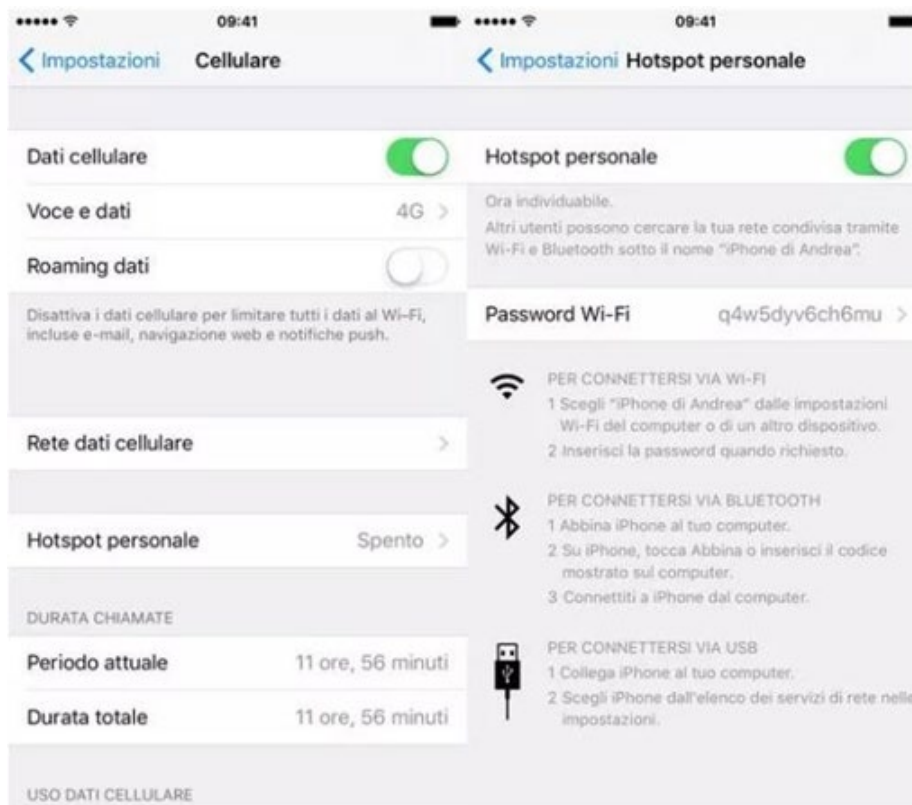 09:41
Impostazioni Cellulare
Dati cellulare
Voce e dati 4G
Roaming dati
Disattiva i dati cellulare per limitare tutti i dati al Wi-Fi,
incluse e-mail, navigazione web e notifiche push.
Rete dati cellulare
Hotspot personale Spento
DURATA CHIAMATE
Periodo attuale 11 ore, 56 minuti
Durata totale 11 ore, 56 minuti
USO DATI CELLULARE
09:41
Impostazioni Hotspot personale
Hotspot personale
Ora individuabile.
Altri utenti possono cercare la tua rete condivisa tramite
Wi-Fi e Bluetooth sotto il nome "iPhone di Andrea".
Password Wi-Fi q4w5dyv6ch6mu
PER CONNETTERSI VIA WI-FI
1 Scegli "iPhone di Andrea" dalle impostazioni
Wi-Fi del computer o di un altro dispositivo.
2 Inserisci la password quando richiesto.
PER CONNETTERSI VIA BLUETOOTH
1 Abbina iPhone al tuo computer.
2 Su iPhone, tocca Abbina o inserisci il codice
mostrato sul computer.
3 Connettiti a iPhone dal computer.
PER CONNETTERSI VIA USB
1 Collega iPhone al tuo computer.
2 Scegli iPhone dall'elenco dei servizi di rete nelle
impostazioni.